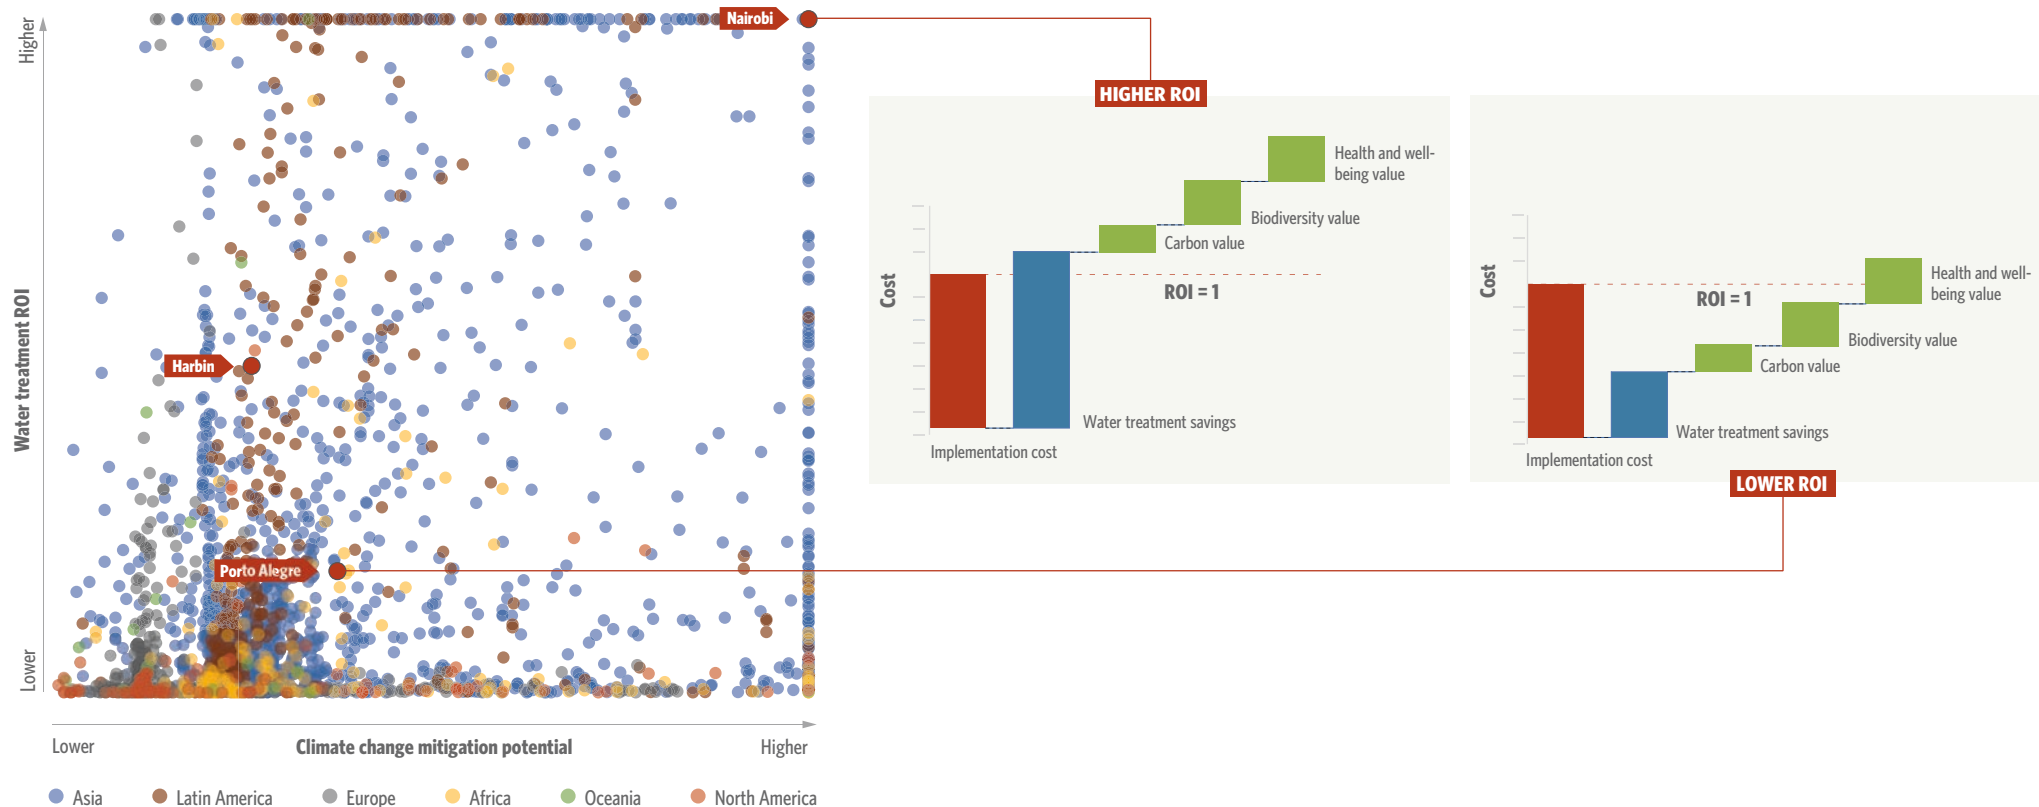 Higher
Water treatment ROI
Lower
Nairobi
Harbin
Porto Alegre
Lower
Climate change mitigation potential
Higher
Asia
Latin America
Europe
Africa
Oceania
North America
HIGHER ROI
Cost
Health and well-
being value
Biodiversity value
Carbon value
ROI = 1
Water treatment savings
Implementation cost
Cost
Health and well-
being value
ROI = 1
Biodiversity value
Carbon value
Water treatment savings
Implementation cost
LOWER ROI